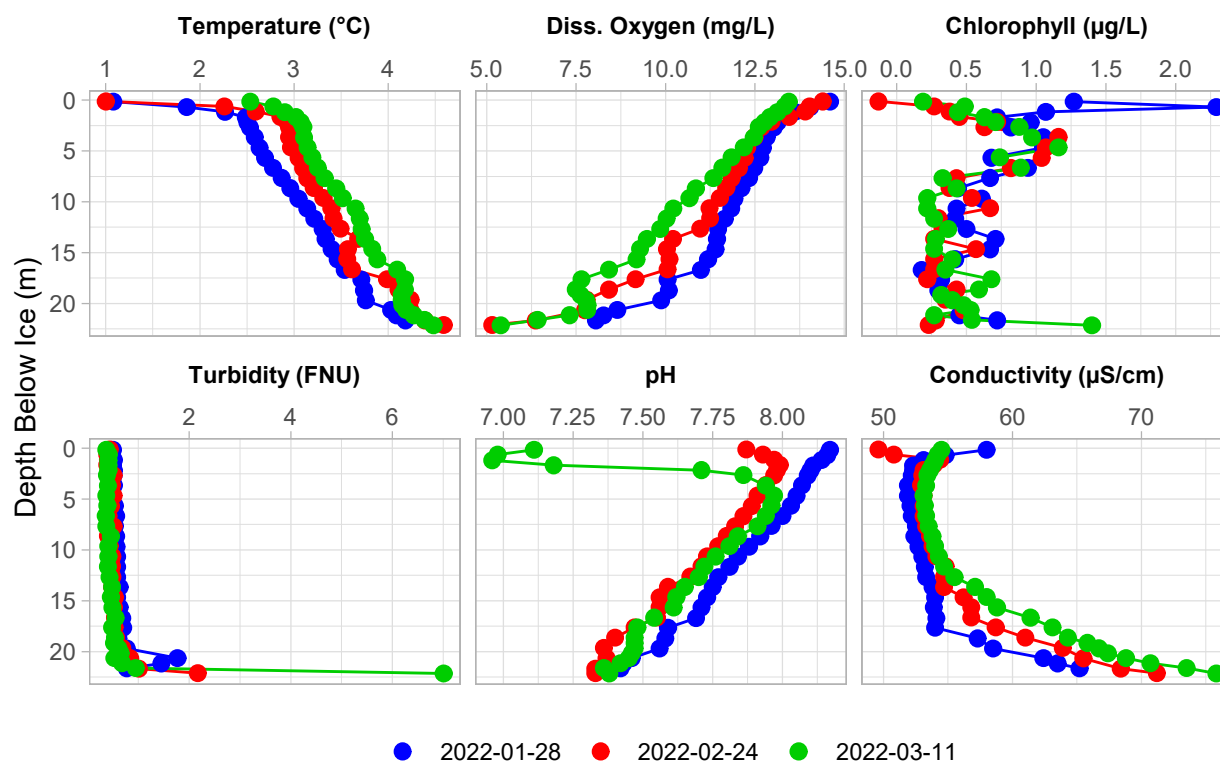 Temperature (°C) Diss. Oxygen (mg/L) Chlorophyll (µg/L)
1 2 3 4 5.0 7.5 10.0 12.5 15.0 0.0 0.5 1.0 1.5 2.0
0
5
10
15
20
Turbidity (FNU) pH Conductivity (µS/cm)
2 4 6 7.00 7.25 7.50 7.75 8.00 50 60 70
0
5
10
15
20
Depth Below Ice (m)
2022-01-28 2022-02-24 2022-03-11